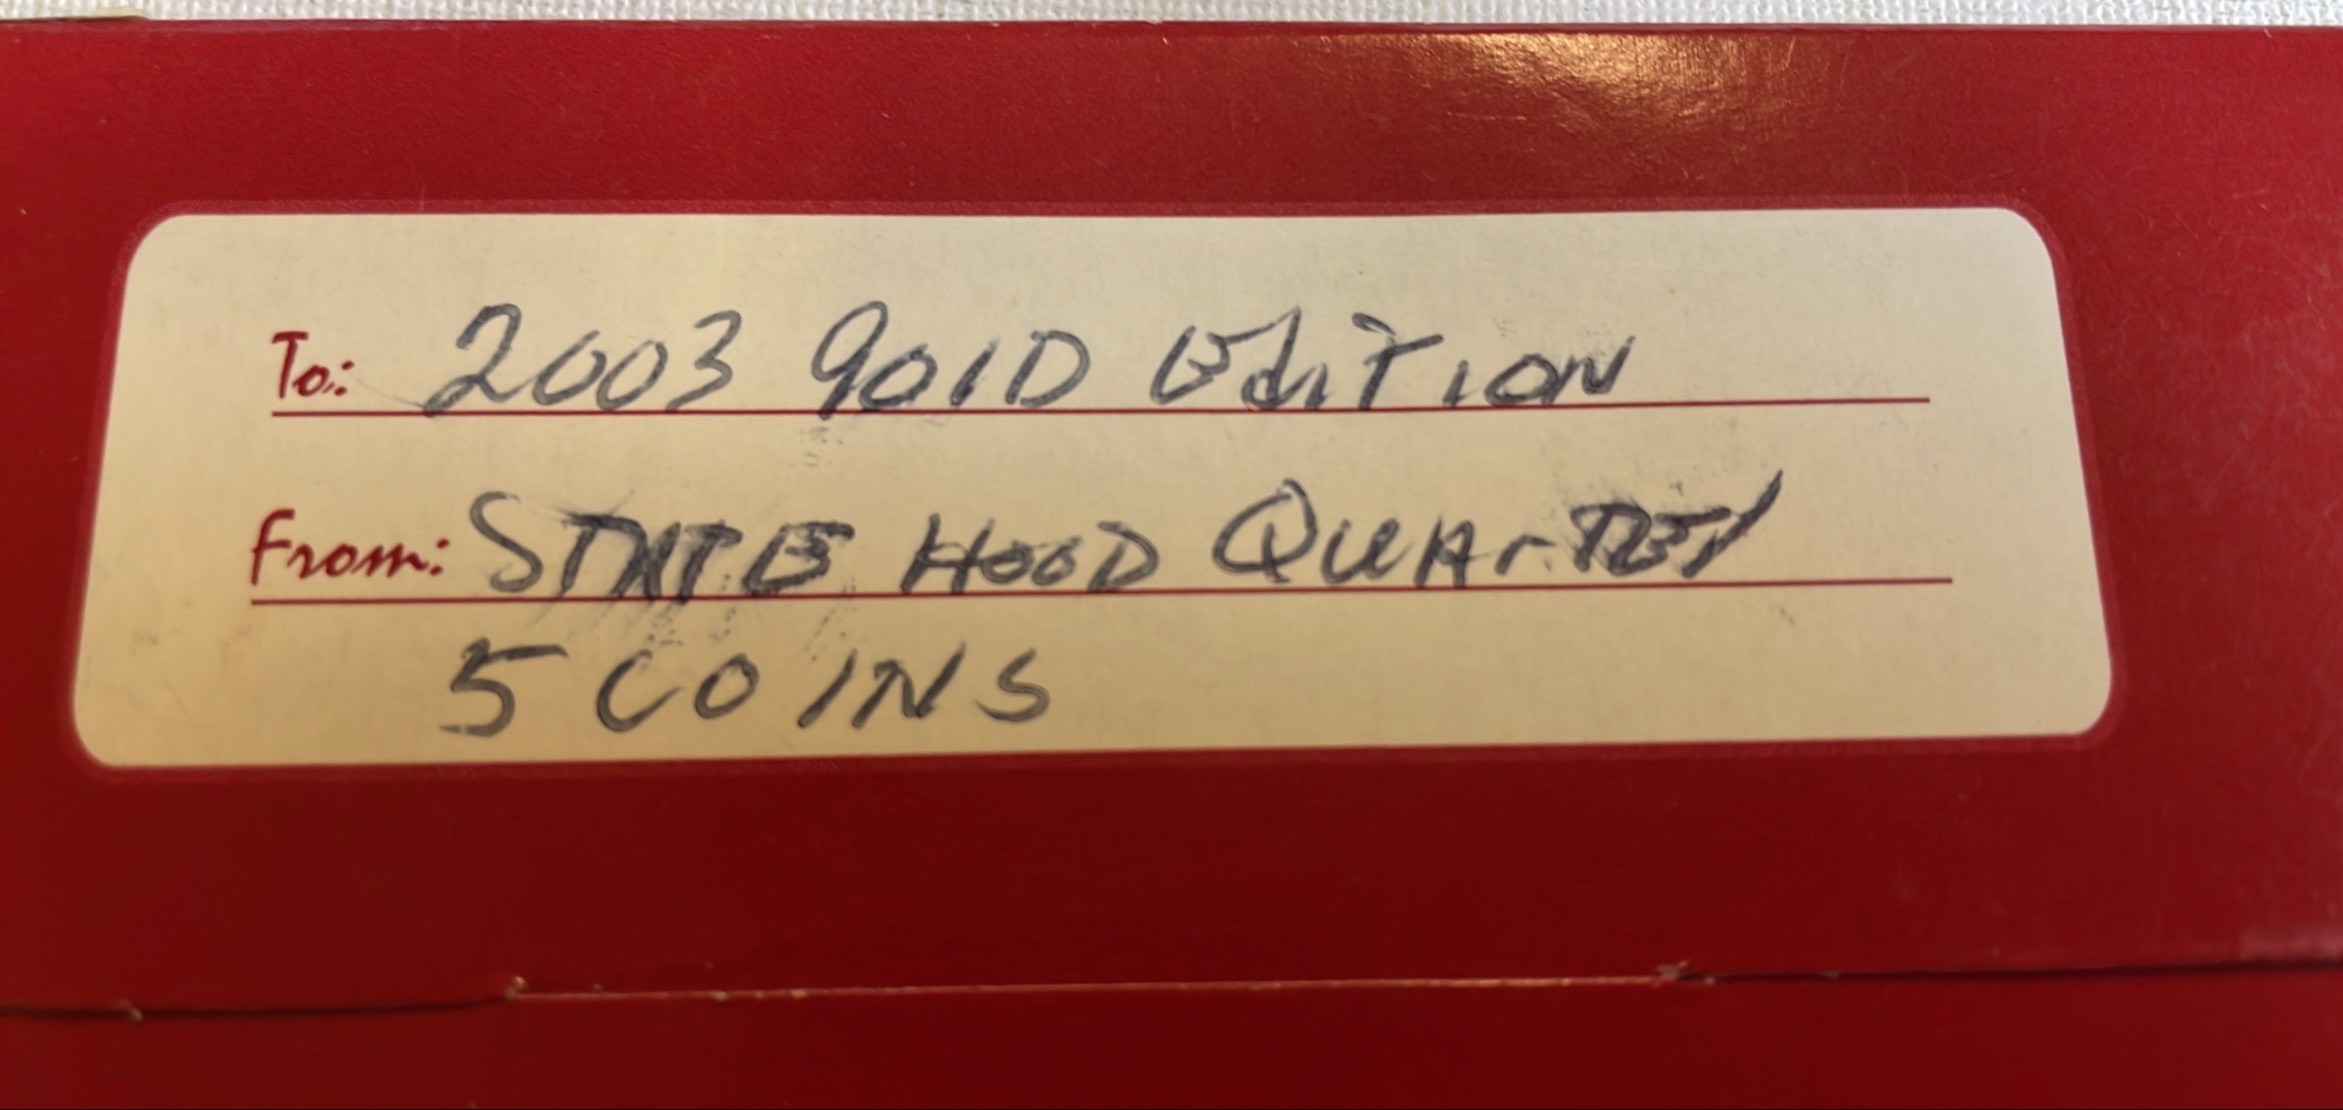 To: 2003 gold Edition
From: STATE HOOD QUArTEr
5 COINS